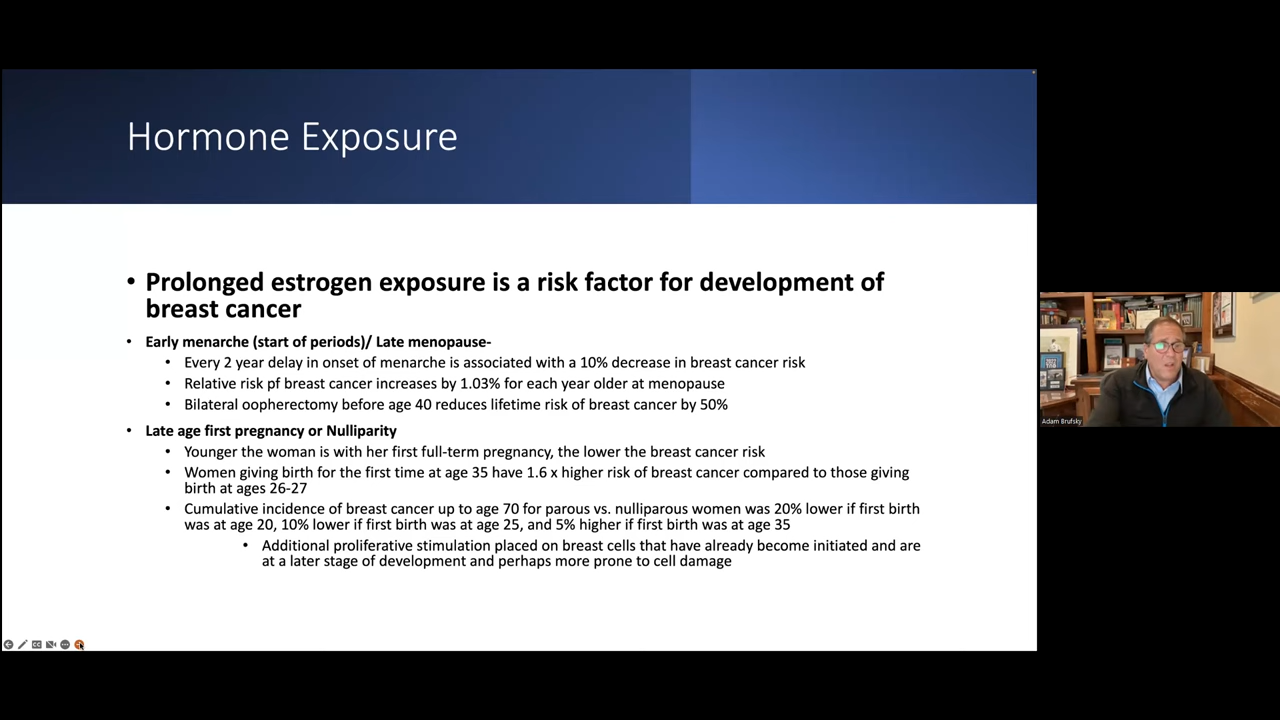 Hormone Exposure
• Prolonged estrogen exposure is a risk factor for development of
breast cancer
• Early menarche (start of periods)/ Late menopause-
• Every 2 year delay in onset of menarche is associated with a 10% decrease in breast cancer risk
• Relative risk pf breast cancer increases by 1.03% for each year older at menopause
• Bilateral oopherectomy before age 40 reduces lifetime risk of breast cancer by 50%
• Late age first pregnancy or Nulliparity
• Younger the woman is with her first full-term pregnancy, the lower the breast cancer risk
• Women giving birth for the first time at age 35 have 1.6 x higher risk of breast cancer compared to those giving
birth at ages 26-27
• Cumulative incidence of breast cancer up to age 70 for parous vs. nulliparous women was 20% lower if first birth
was at age 20, 10% lower if first birth was at age 25, and 5% higher if first birth was at age 35
• Additional proliferative stimulation placed on breast cells that have already become initiated and are
at a later stage of development and perhaps more prone to cell damage
Adam Brufsky